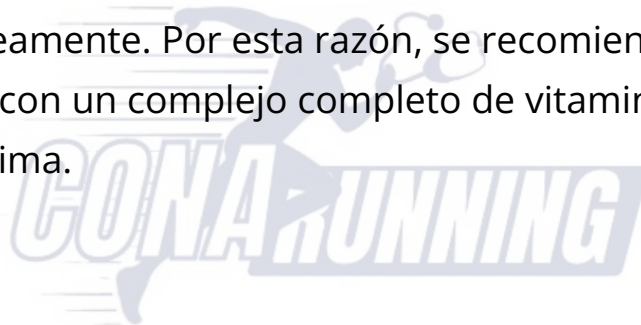 eamente. Por esta razón, se recomien
con un complejo completo de vitamin
ima.
CONARUNNING